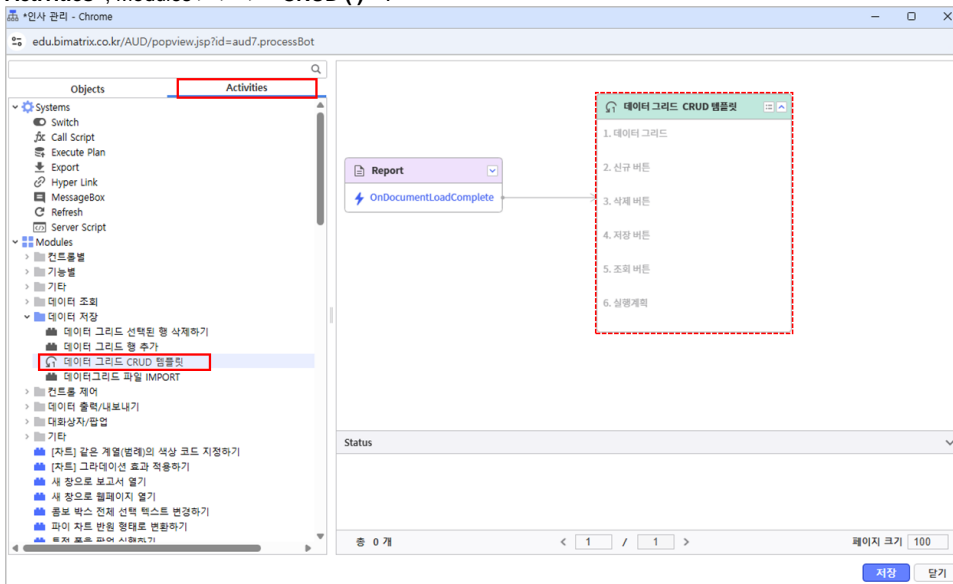 *인사 관리 - Chrome
edu.bimatrix.co.kr/AUD/popview.jsp?id=aud7.processBot
Objects
Activities
Systems
Switch
Call Script
Execute Plan
Export
Hyper Link
MessageBox
Refresh
Server Script
Modules
컨트롤별
기능별
기타
데이터 조회
데이터 저장
데이터 그리드 선택된 행 삭제하기
데이터 그리드 행 추가
데이터 그리드 CRUD 템플릿
데이터그리드 파일 IMPORT
컨트롤 제어
데이터 출력/내보내기
대화상자/팝업
기타
[차트] 같은 계열(범례)의 색상 코드 지정하기
[차트] 그라데이션 효과 적용하기
새 창으로 보고서 열기
새 창으로 웹페이지 열기
콤보 박스 전체 선택 텍스트 변경하기
파이 차트 반원 형태로 변환하기
Report
OnDocumentLoadComplete
데이터 그리드 CRUD 템플릿
1. 데이터 그리드
2. 신규 버튼
3. 삭제 버튼
4. 저장 버튼
5. 조회 버튼
6. 실행계획
Status
총 0 개
< 1 / 1 >
페이지 크기 100
저장
닫기